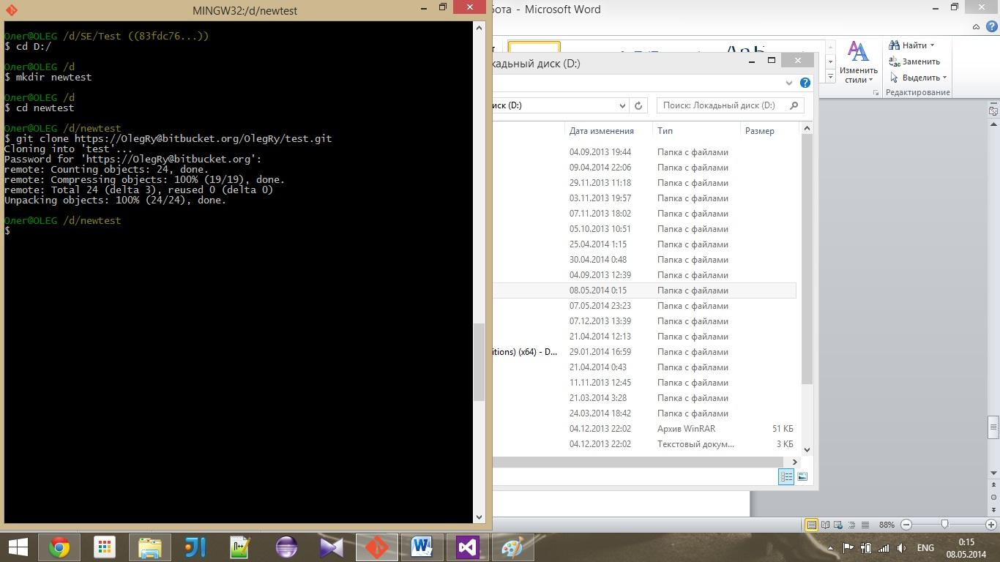 MINGW32:/d/newtest
Олег@OLEG /d/SE/Test ((83fdc76...))
$ cd D:/
Олег@OLEG /d
$ mkdir newtest
Олег@OLEG /d
$ cd newtest
Олег@OLEG /d/newtest
$ git clone https://OlegRy@bitbucket.org/OlegRy/test.git
Cloning into 'test'...
Password for 'https://OlegRy@bitbucket.org':
remote: Counting objects: 24, done.
remote: Compressing objects: 100% (19/19), done.
remote: Total 24 (delta 3), reused 0 (delta 0)
Unpacking objects: 100% (24/24), done.
Олег@OLEG /d/newtest
$
бота - Microsoft Word
Найти
Заменить
Выделить
Изменить
стили
Редактирование
кадьный диск (D:)
иск (D:)
Поиск: Локадьный диск (D:)
Дата изменения Тип Размер
04.09.2013 19:44 Папка с файлами
09.04.2014 22:06 Папка с файлами
29.11.2013 11:18 Папка с файлами
03.11.2013 19:57 Папка с файлами
07.11.2013 18:02 Папка с файлами
05.10.2013 10:51 Папка с файлами
25.04.2014 1:15 Папка с файлами
30.04.2014 0:48 Папка с файлами
04.09.2013 12:39 Папка с файлами
08.05.2014 0:15 Папка с файлами
07.05.2014 23:23 Папка с файлами
07.12.2013 13:39 Папка с файлами
21.04.2014 12:13 Папка с файлами
itions) (x64) - D... 29.01.2014 16:59 Папка с файлами
21.04.2014 0:43 Папка с файлами
11.11.2013 12:45 Папка с файлами
21.03.2014 3:28 Папка с файлами
24.03.2014 18:42 Папка с файлами
04.12.2013 22:02 Архив WinRAR 51 КБ
04.12.2013 22:02 Текстовый докум... 3 КБ
88%
ENG
0:15
08.05.2014